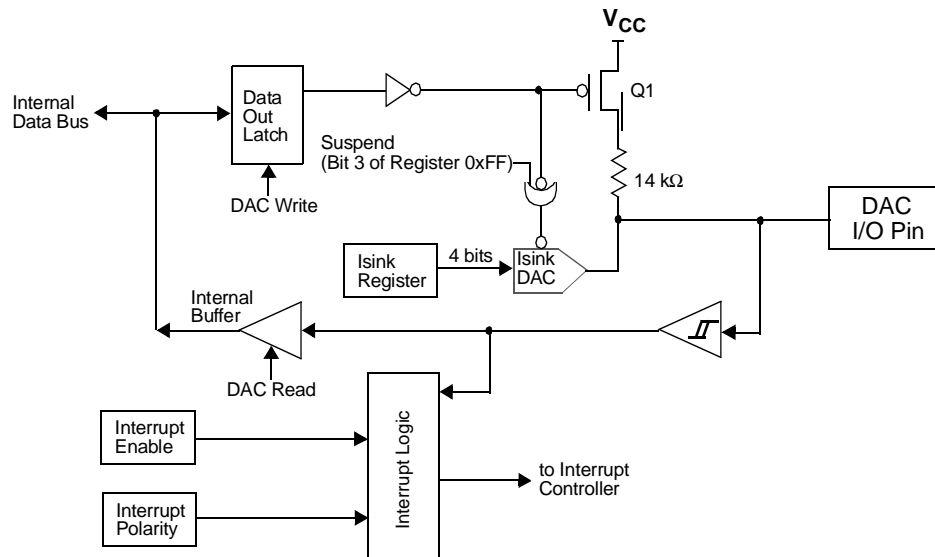 VCC
Internal
Data Bus
Data
Out
Latch
Q1
Suspend
(Bit 3 of Register 0xFF)
14 kΩ
DAC Write
DAC
I/O Pin
Isink
Register
4 bits
Isink
DAC
Internal
Buffer
DAC Read
Interrupt
Enable
Interrupt Logic
to Interrupt
Controller
Interrupt
Polarity